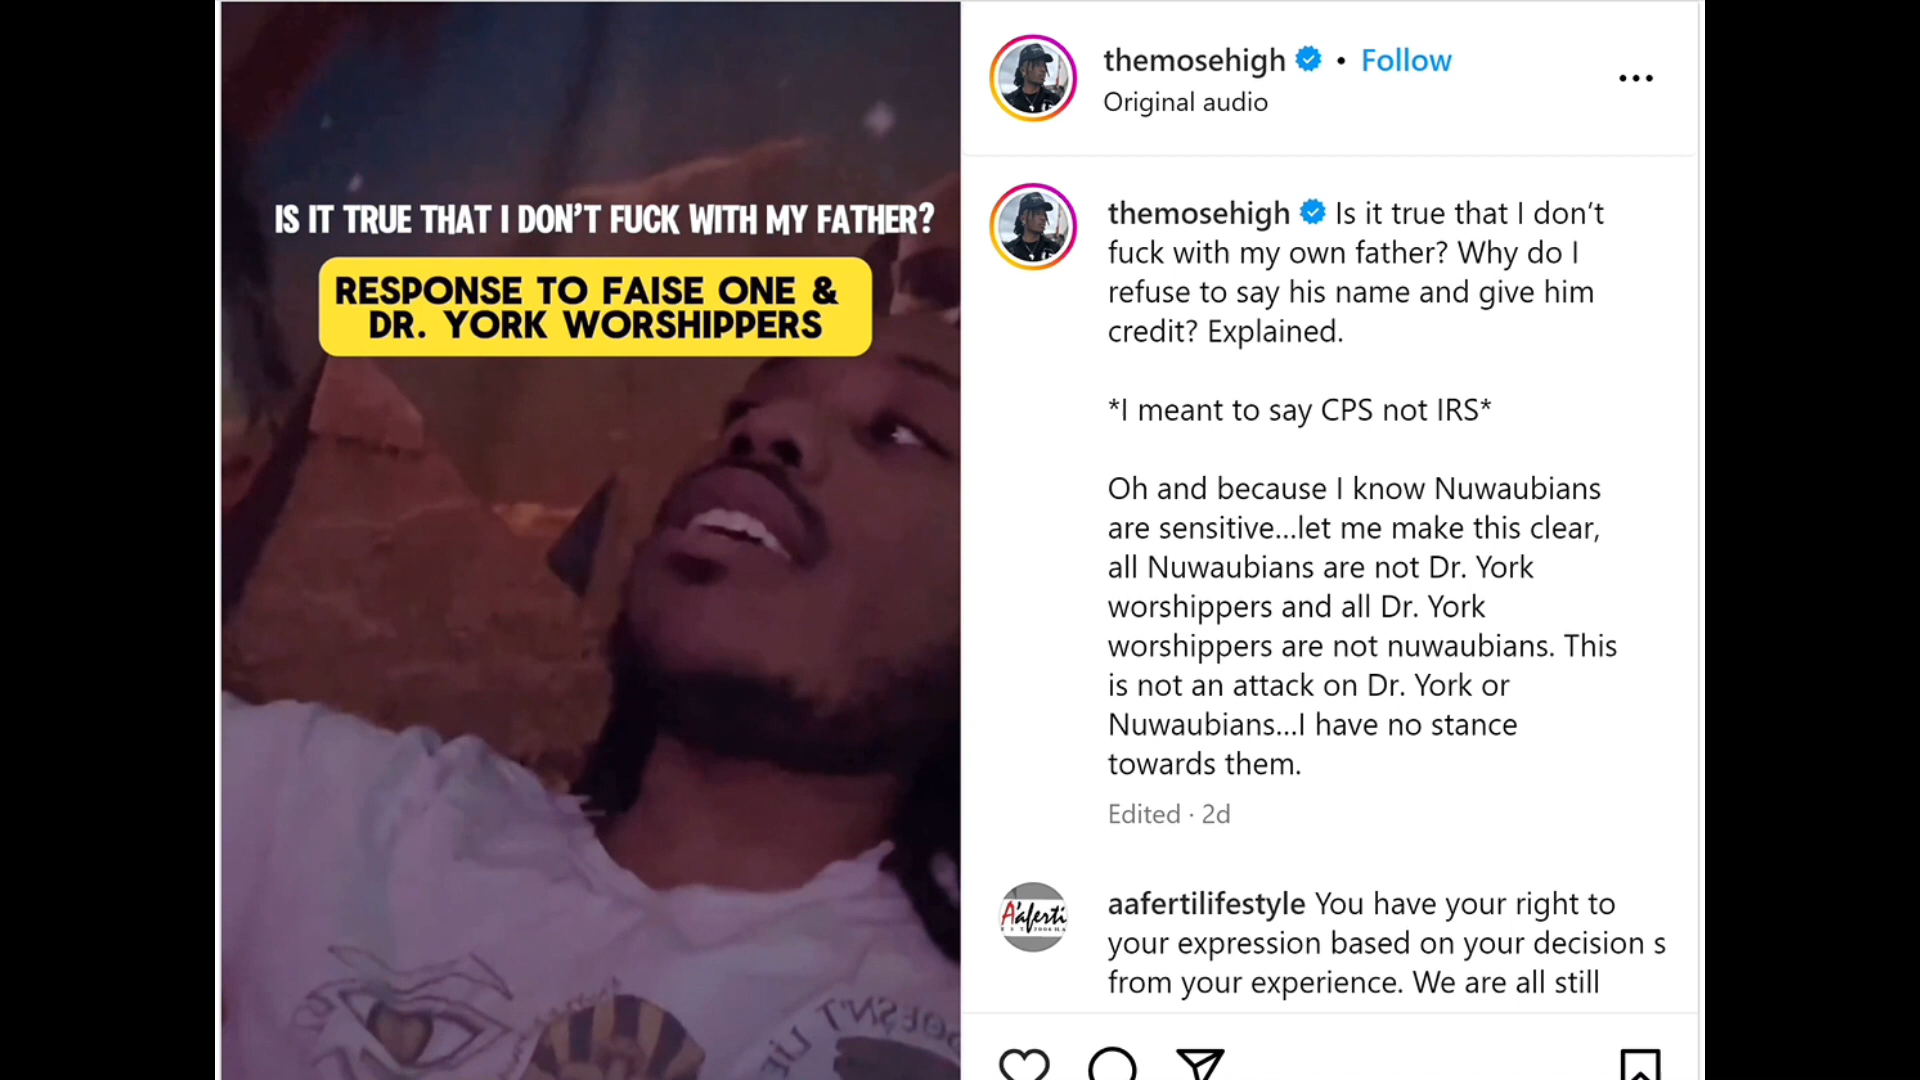 IS IT TRUE THAT I DON'T FUCK WITH MY FATHER?
RESPONSE TO FAISE ONE &
DR. YORK WORSHIPPERS
DOESN'T
LIE
themosehigh • Follow
Original audio
themosehigh Is it true that I don't
fuck with my own father? Why do I
refuse to say his name and give him
credit? Explained.
*I meant to say CPS not IRS*
Oh and because I know Nuwaubians
are sensitive...let me make this clear,
all Nuwaubians are not Dr. York
worshippers and all Dr. York
worshippers are not nuwaubians. This
is not an attack on Dr. York or
Nuwaubians...I have no stance
towards them.
Edited · 2d
A'aferti
aafertilifestyle You have your right to
your expression based on your decision s
from your experience. We are all still